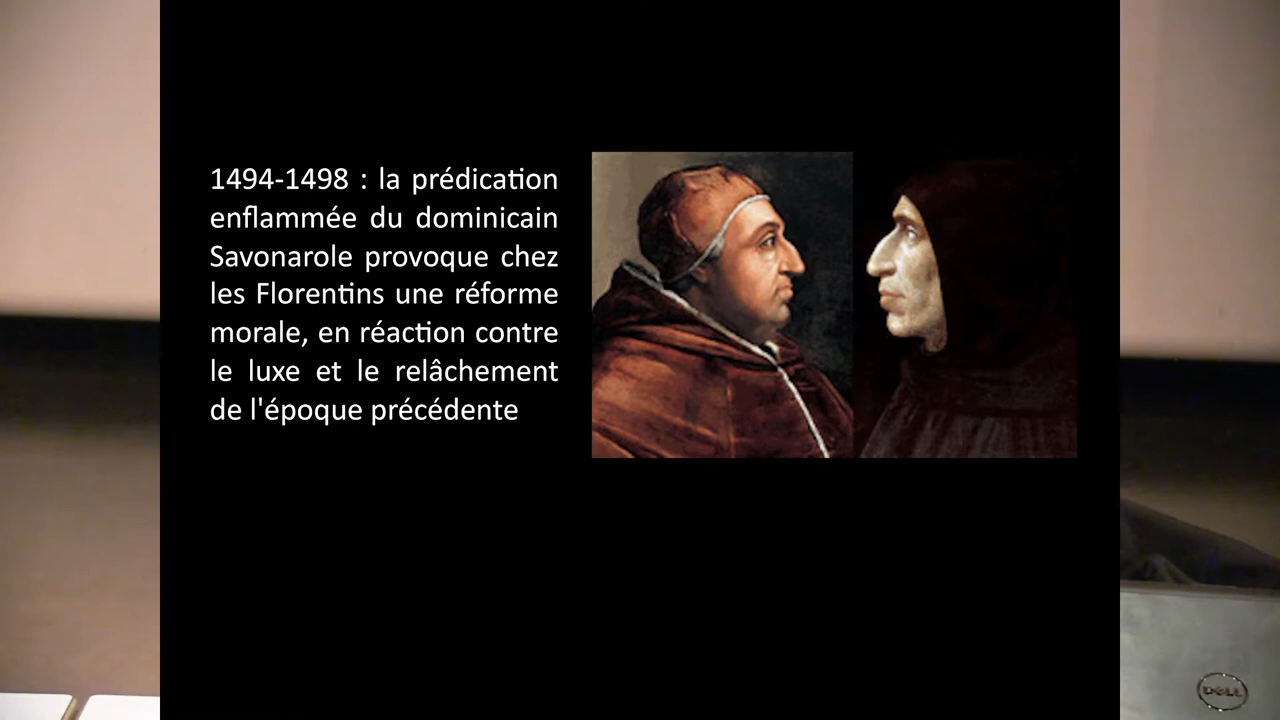 1494-1498 : la prédication
enflammée du dominicain
Savonarole provoque chez
les Florentins une réforme
morale, en réaction contre
le luxe et le relâchement
de l'époque précédente
DELL